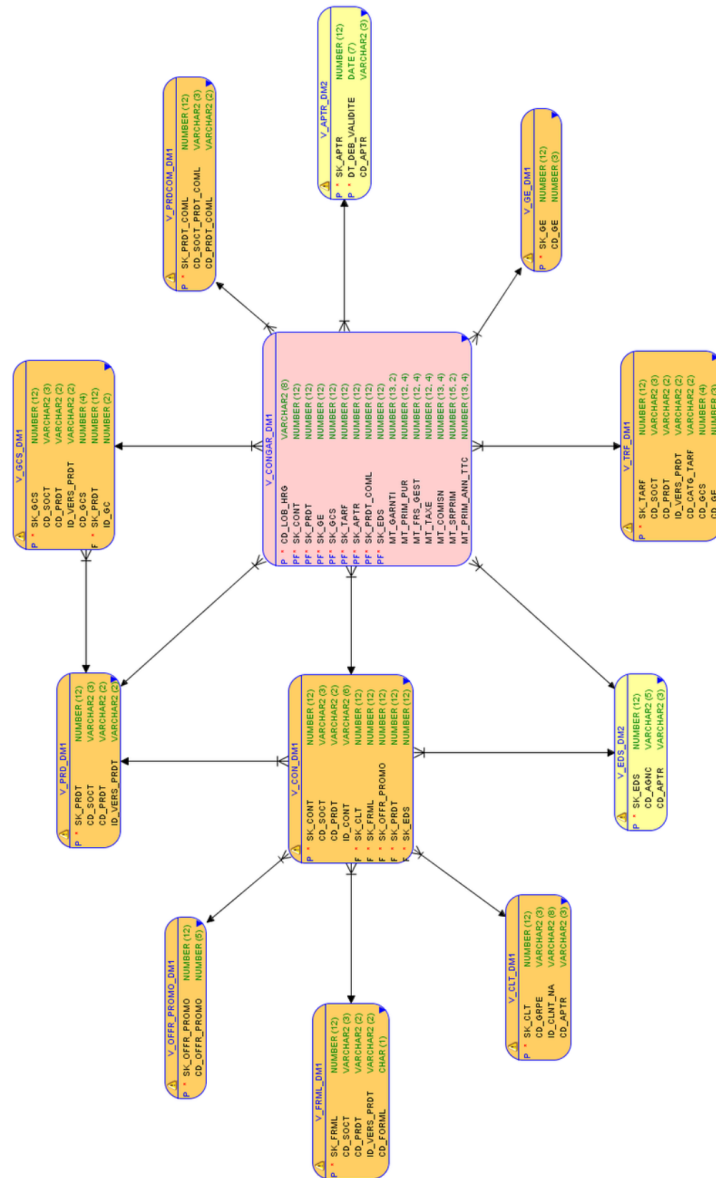 V_GCS_DM1
P * SK_GCS NUMBER (12)
CD_SOCT VARCHAR2 (3)
CD_PRDT VARCHAR2 (2)
ID_VERS_PRDT VARCHAR2 (2)
CD_GCS NUMBER (4)
F * SK_PRDT NUMBER (12)
ID_GC NUMBER (2)
V_PRD_DM1
P * SK_PRDT NUMBER (12)
CD_SOCT VARCHAR2 (3)
CD_PRDT VARCHAR2 (2)
ID_VERS_PRDT VARCHAR2 (2)
V_OFFR_PROMO_DM1
P * SK_OFFR_PROMO NUMBER (12)
CD_OFFR_PROMO NUMBER (5)
V_PRDCOM_DM1
P * SK_PRDT_COML NUMBER (12)
CD_SOCT_PRDT_COML VARCHAR2 (3)
CD_PRDT_COML VARCHAR2 (2)
V_CONGAR_DM1
P * CD_LOB_HRG VARCHAR2 (8)
PF* SK_CONT NUMBER (12)
PF* SK_PRDT NUMBER (12)
PF* SK_GE NUMBER (12)
PF* SK_GCS NUMBER (12)
PF* SK_TARF NUMBER (12)
PF* SK_APTR NUMBER (12)
PF* SK_PRDT_COML NUMBER (12)
PF* SK_EDS NUMBER (12)
MT_GARNTI NUMBER (13, 2)
MT_PRIM_PUR NUMBER (12, 4)
MT_FRS_GEST NUMBER (12, 4)
MT_TAXE NUMBER (12, 4)
MT_COMISN NUMBER (13, 4)
MT_SRPRIM NUMBER (15, 2)
MT_PRIM_ANN_TTC NUMBER (13, 4)
V_CON_DM1
P * SK_CONT NUMBER (12)
CD_SOCT VARCHAR2 (3)
CD_PRDT VARCHAR2 (2)
ID_CONT VARCHAR2 (6)
F * SK_CLT NUMBER (12)
F * SK_FRML NUMBER (12)
F * SK_OFFR_PROMO NUMBER (12)
F * SK_PRDT NUMBER (12)
F * SK_EDS NUMBER (12)
V_FRML_DM1
P * SK_FRML NUMBER (12)
CD_SOCT VARCHAR2 (3)
CD_PRDT VARCHAR2 (2)
ID_VERS_PRDT VARCHAR2 (2)
CD_FORML CHAR (1)
V_APTR_DM2
P * SK_APTR NUMBER (12)
P * DT_DEB_VALIDITE DATE (7)
CD_APTR VARCHAR2 (3)
V_CLT_DM1
P * SK_CLT NUMBER (12)
CD_GRPE VARCHAR2 (3)
ID_CLNT_NA VARCHAR2 (8)
CD_APTR VARCHAR2 (3)
V_GE_DM1
P * SK_GE NUMBER (12)
CD_GE NUMBER (3)
V_EDS_DM2
P * SK_EDS NUMBER (12)
CD_AGNC VARCHAR2 (5)
CD_APTR VARCHAR2 (3)
V_TRF_DM1
P * SK_TARF NUMBER (12)
CD_SOCT VARCHAR2 (3)
CD_PRDT VARCHAR2 (2)
ID_VERS_PRDT VARCHAR2 (2)
CD_CATG_TARF VARCHAR2 (2)
CD_GCS NUMBER (4)
CD_GE NUMBER (3)